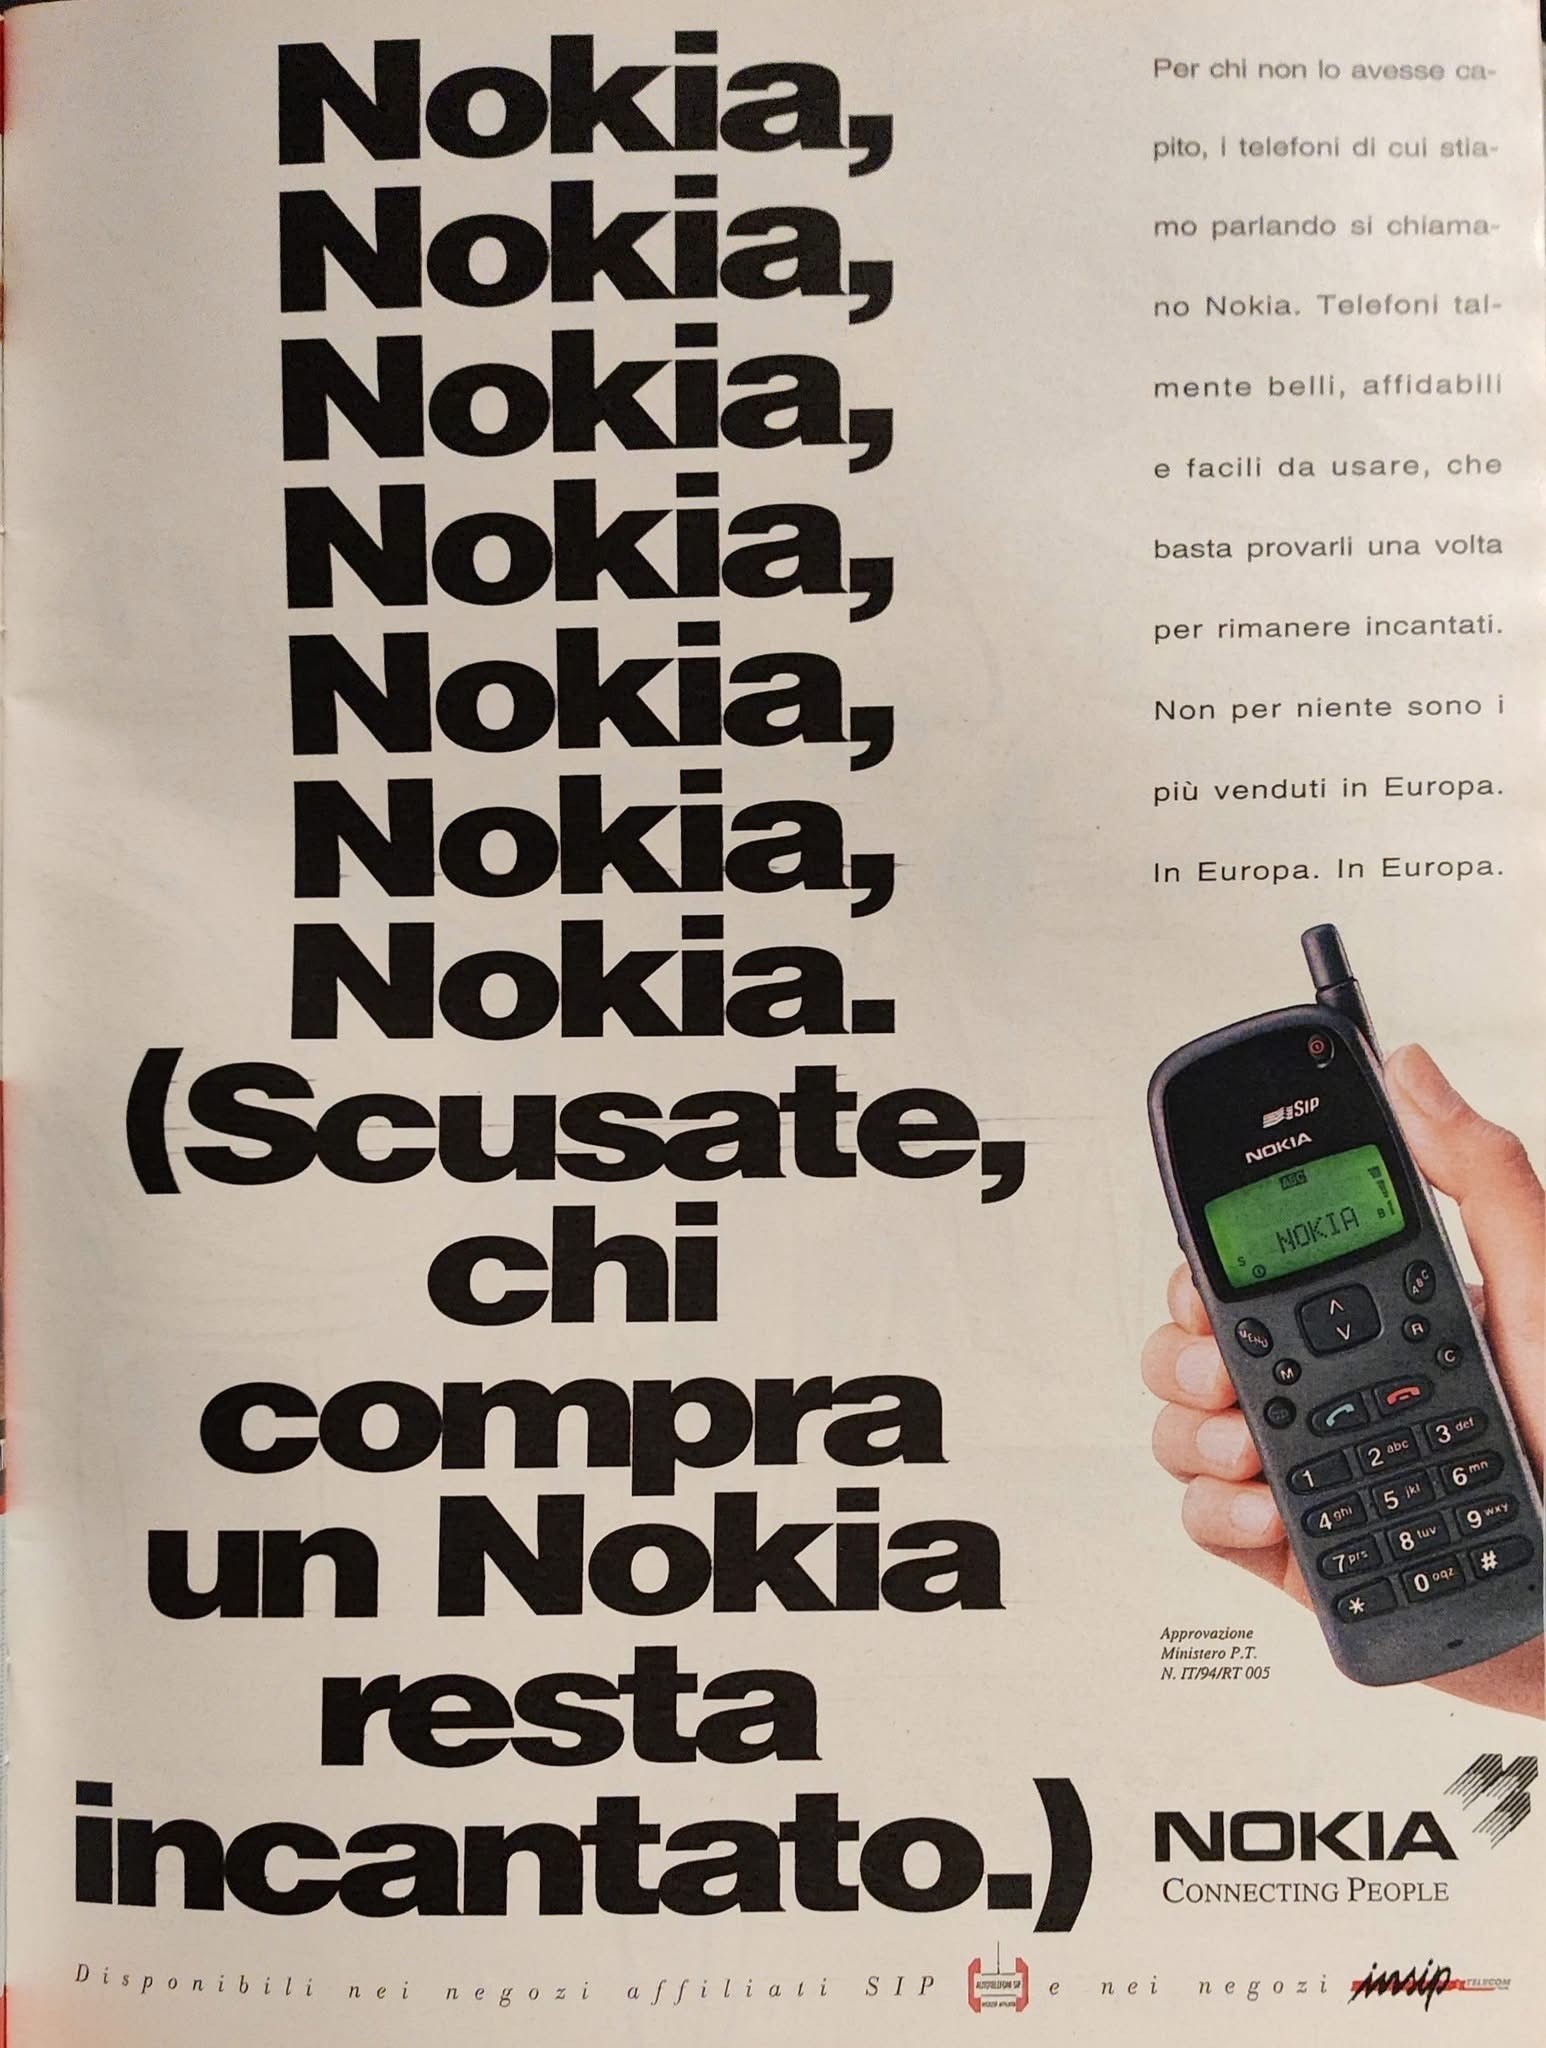 Nokia,
Nokia,
Nokia,
Nokia,
Nokia,
Nokia,
Nokia.
(Scusate,
chi
compra
un Nokia
resta
incantato.)
Per chi non lo avesse ca-
pito, i telefoni di cui stia-
mo parlando si chiama-
no Nokia. Telefoni tal-
mente belli, affidabili
e facili da usare, che
basta provarli una volta
per rimanere incantati.
Non per niente sono i
più venduti in Europa.
In Europa. In Europa.
SIP
NOKIA
ABC
NOKIA
B
S
MENU
ABC
R
M
C
1
2 abc
3 def
4 ghi
5 jkl
6 mn
7 prs
8 tuv
9 wxy
*
0 oqz
#
Approvazione
Ministero P.T.
N. IT/94/RT 005
NOKIA
CONNECTING PEOPLE
Disponibili nei negozi affiliati SIP AUTOTELEFONI SIP e nei negozi insip TELECOM